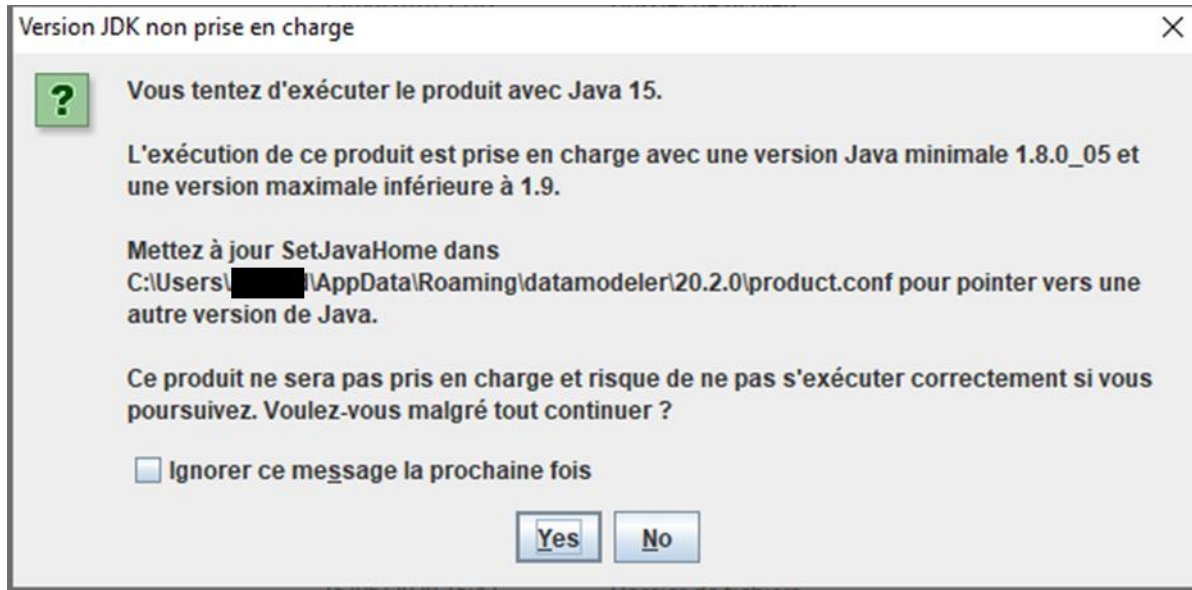 Version JDK non prise en charge
Vous tentez d'exécuter le produit avec Java 15.
L'exécution de ce produit est prise en charge avec une version Java minimale 1.8.0_05 et
une version maximale inférieure à 1.9.
Mettez à jour SetJavaHome dans
C:\Users\ \AppData\Roaming\datamodeler\20.2.0\product.conf pour pointer vers une
autre version de Java.
Ce produit ne sera pas pris en charge et risque de ne pas s'exécuter correctement si vous
poursuivez. Voulez-vous malgré tout continuer ?
Ignorer ce message la prochaine fois
Yes No